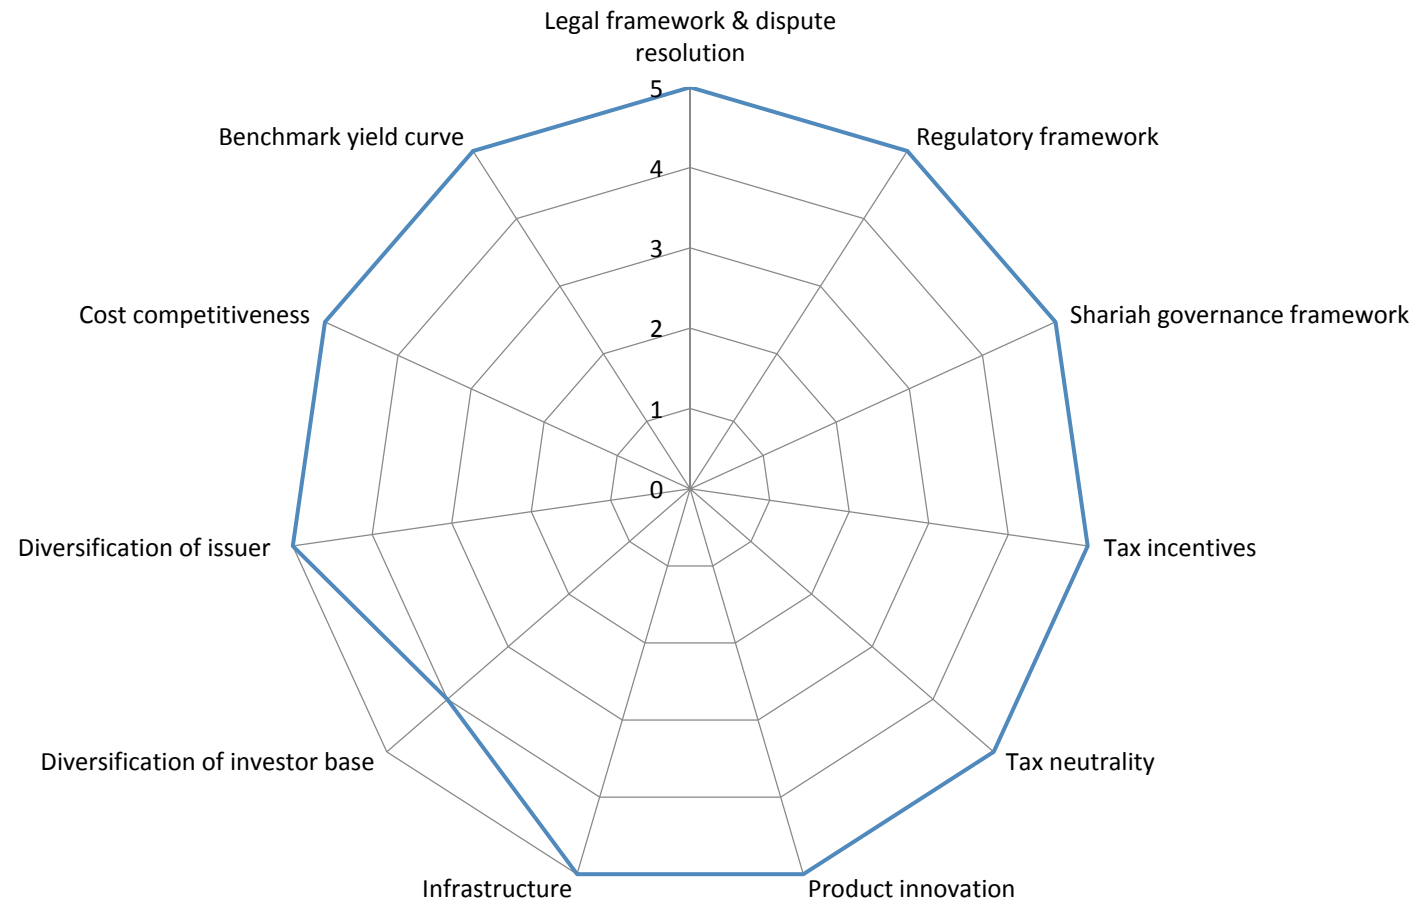 Legal framework & dispute
resolution
5
Benchmark yield curve
Regulatory framework
4
3
Cost competitiveness
Shariah governance framework
2
1
0
Diversification of issuer
Tax incentives
Diversification of investor base
Tax neutrality
Infrastructure
Product innovation